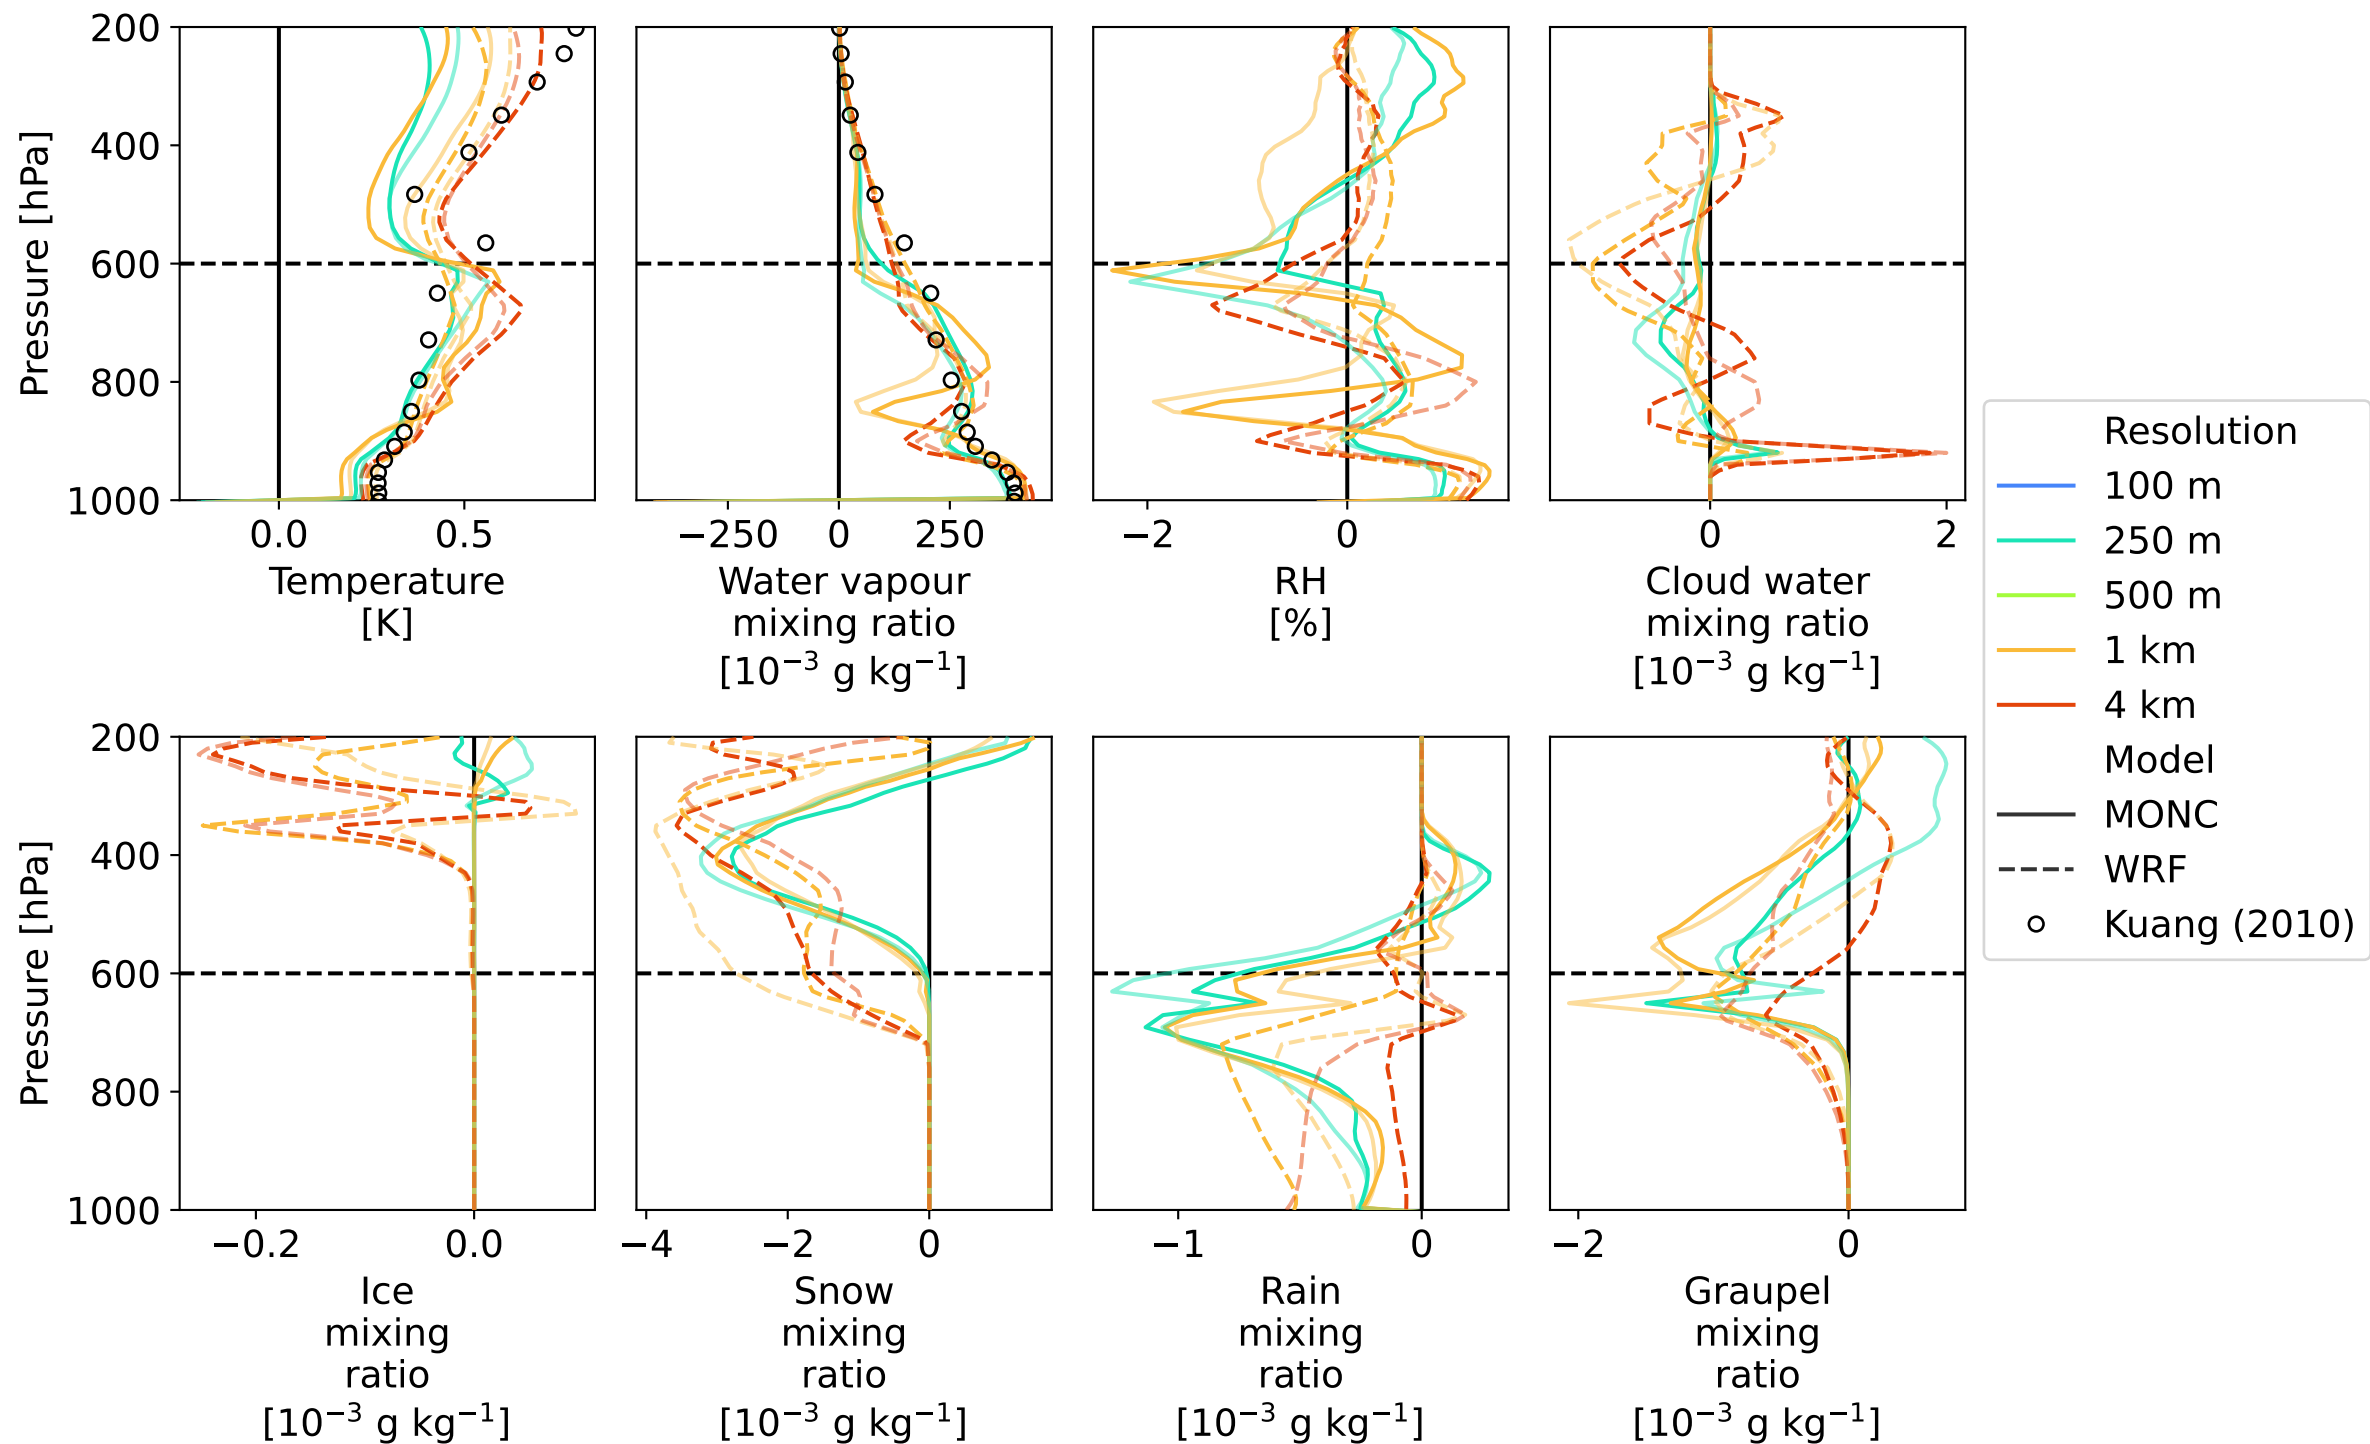 200
400
600
800
1000
Pressure [hPa]
0.0 0.5
Temperature
[K]
−250 0 250
Water vapour
mixing ratio
[10⁻³ g kg⁻¹]
−2 0
RH
[%]
0 2
Cloud water
mixing ratio
[10⁻³ g kg⁻¹]
Resolution
100 m
250 m
500 m
1 km
4 km
Model
MONC
WRF
Kuang (2010)
200
400
600
800
1000
Pressure [hPa]
−0.2 0.0
Ice
mixing
ratio
[10⁻³ g kg⁻¹]
−4 −2 0
Snow
mixing
ratio
[10⁻³ g kg⁻¹]
−1 0
Rain
mixing
ratio
[10⁻³ g kg⁻¹]
−2 0
Graupel
mixing
ratio
[10⁻³ g kg⁻¹]